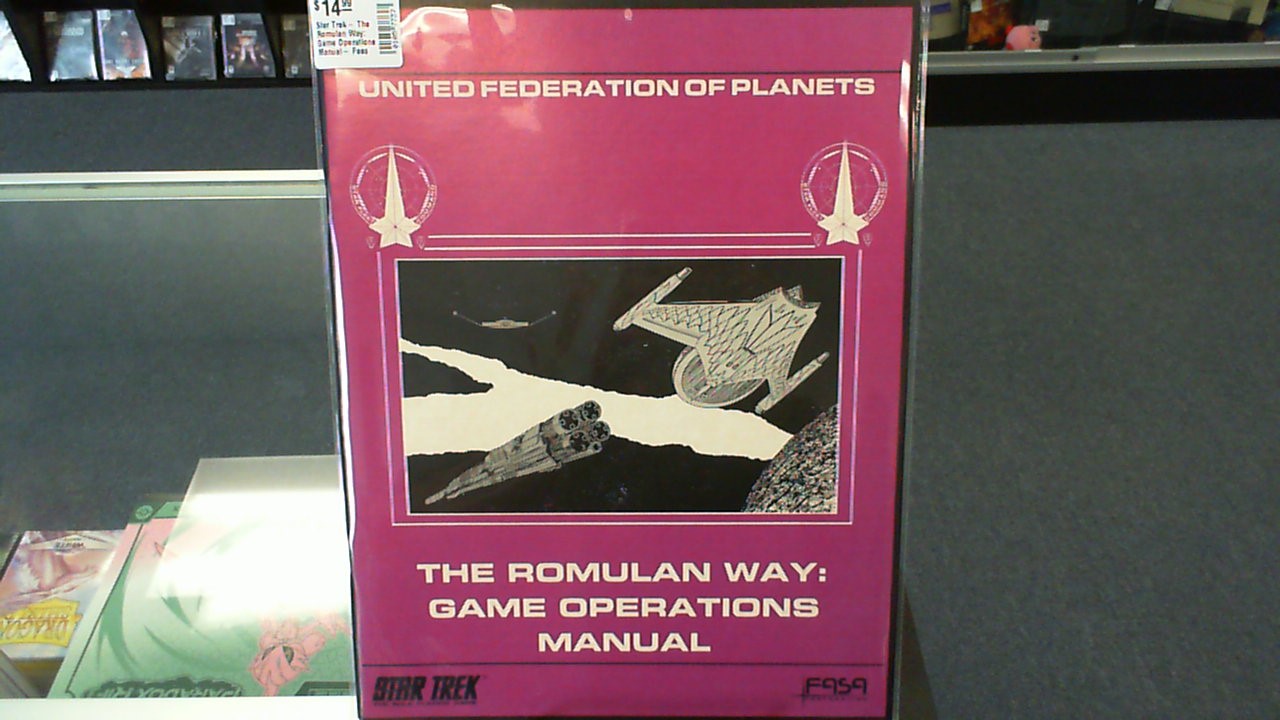 $14.99
Star Trek - The
Romulan Way:
Game Operations
Manual - Fasa
UNITED FEDERATION OF PLANETS
THE ROMULAN WAY:
GAME OPERATIONS
MANUAL
STAR TREK
FASA